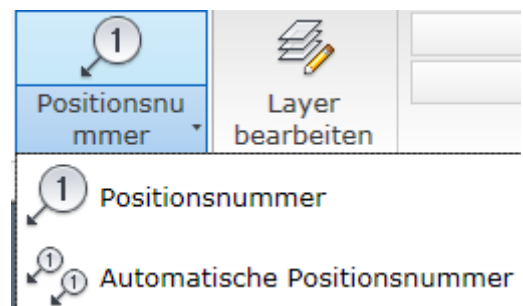 1
Positionsnu
mmer
Layer
bearbeiten
1
Positionsnummer
1 1
Automatische Positionsnummer